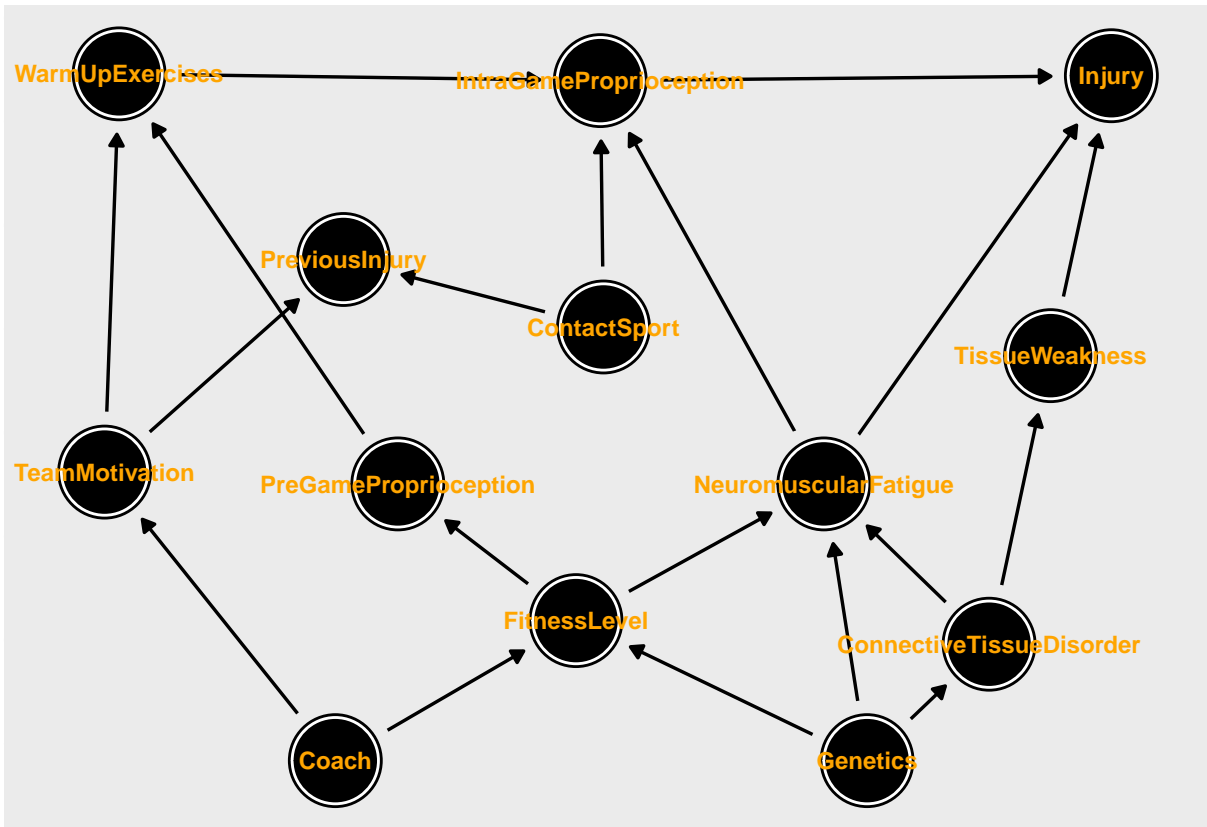 WarmUpExercises
IntraGameProprioception
Injury
PreviousInjury
ContactSport
TissueWeakness
TeamMotivation
PreGameProprioception
NeuromuscularFatigue
FitnessLevel
ConnectiveTissueDisorder
Coach
Genetics